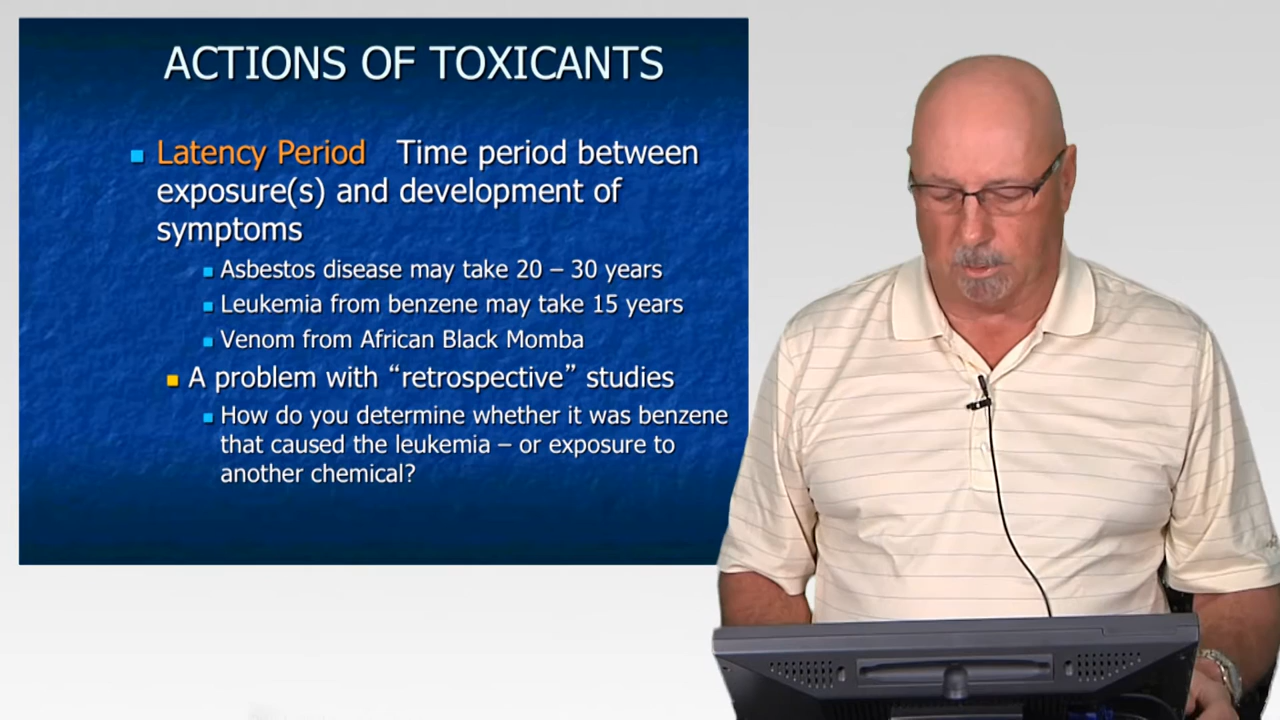 ACTIONS OF TOXICANTS
Latency Period Time period between
exposure(s) and development of
symptoms
Asbestos disease may take 20 – 30 years
Leukemia from benzene may take 15 years
Venom from African Black Momba
A problem with “retrospective” studies
How do you determine whether it was benzene
that caused the leukemia – or exposure to
another chemical?